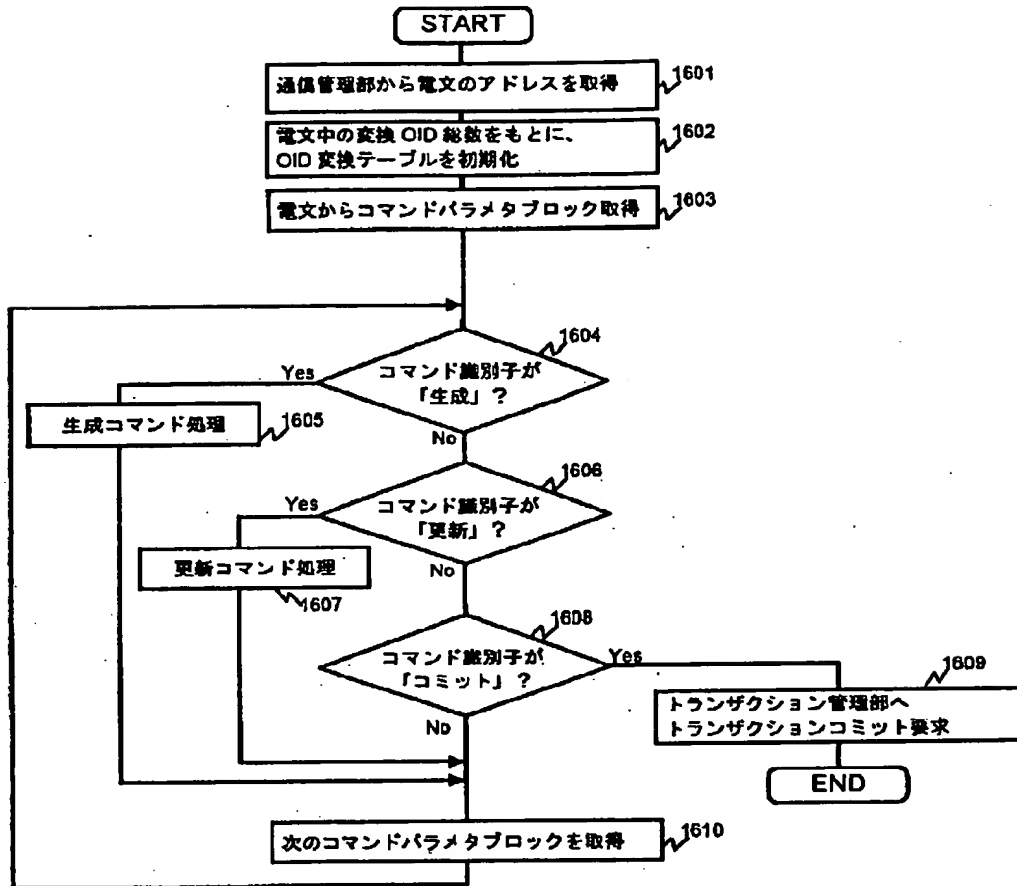 START
通信管理部から電文のアドレスを取得
1601
電文中の変換 OID 総数をもとに、
OID 変換テーブルを初期化
1602
電文からコマンドパラメタブロック取得
1603
コマンド識別子が
「生成」?
1604
Yes
No
生成コマンド処理
1605
コマンド識別子が
「更新」?
1606
Yes
No
更新コマンド処理
1607
コマンド識別子が
「コミット」?
1608
Yes
No
トランザクション管理部へ
トランザクションコミット要求
1609
END
次のコマンドパラメタブロックを取得
1610